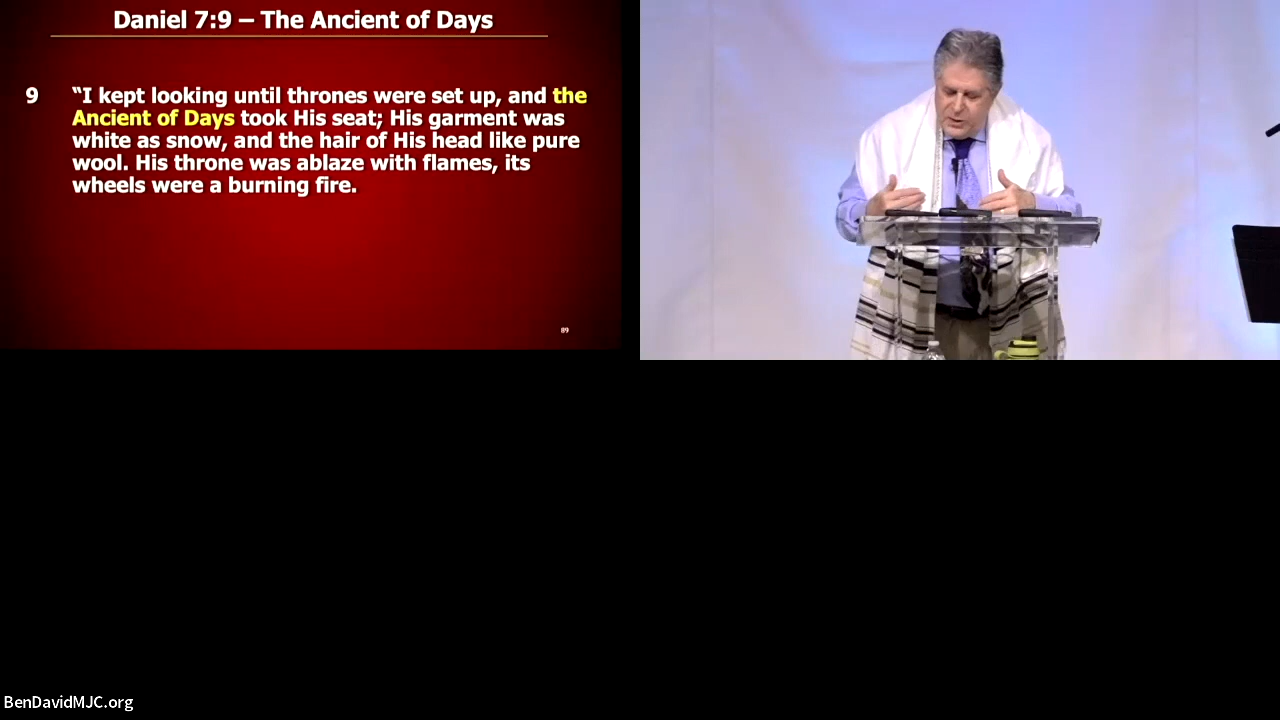 Daniel 7:9 – The Ancient of Days
9 “I kept looking until thrones were set up, and the
Ancient of Days took His seat; His garment was
white as snow, and the hair of His head like pure
wool. His throne was ablaze with flames, its
wheels were a burning fire.
89
BenDavidMJC.org